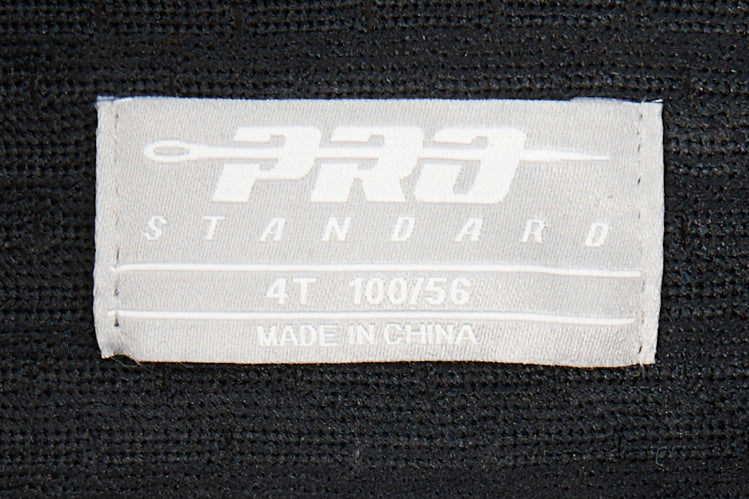 PRO
STANDARD
4T 100/56
MADE IN CHINA